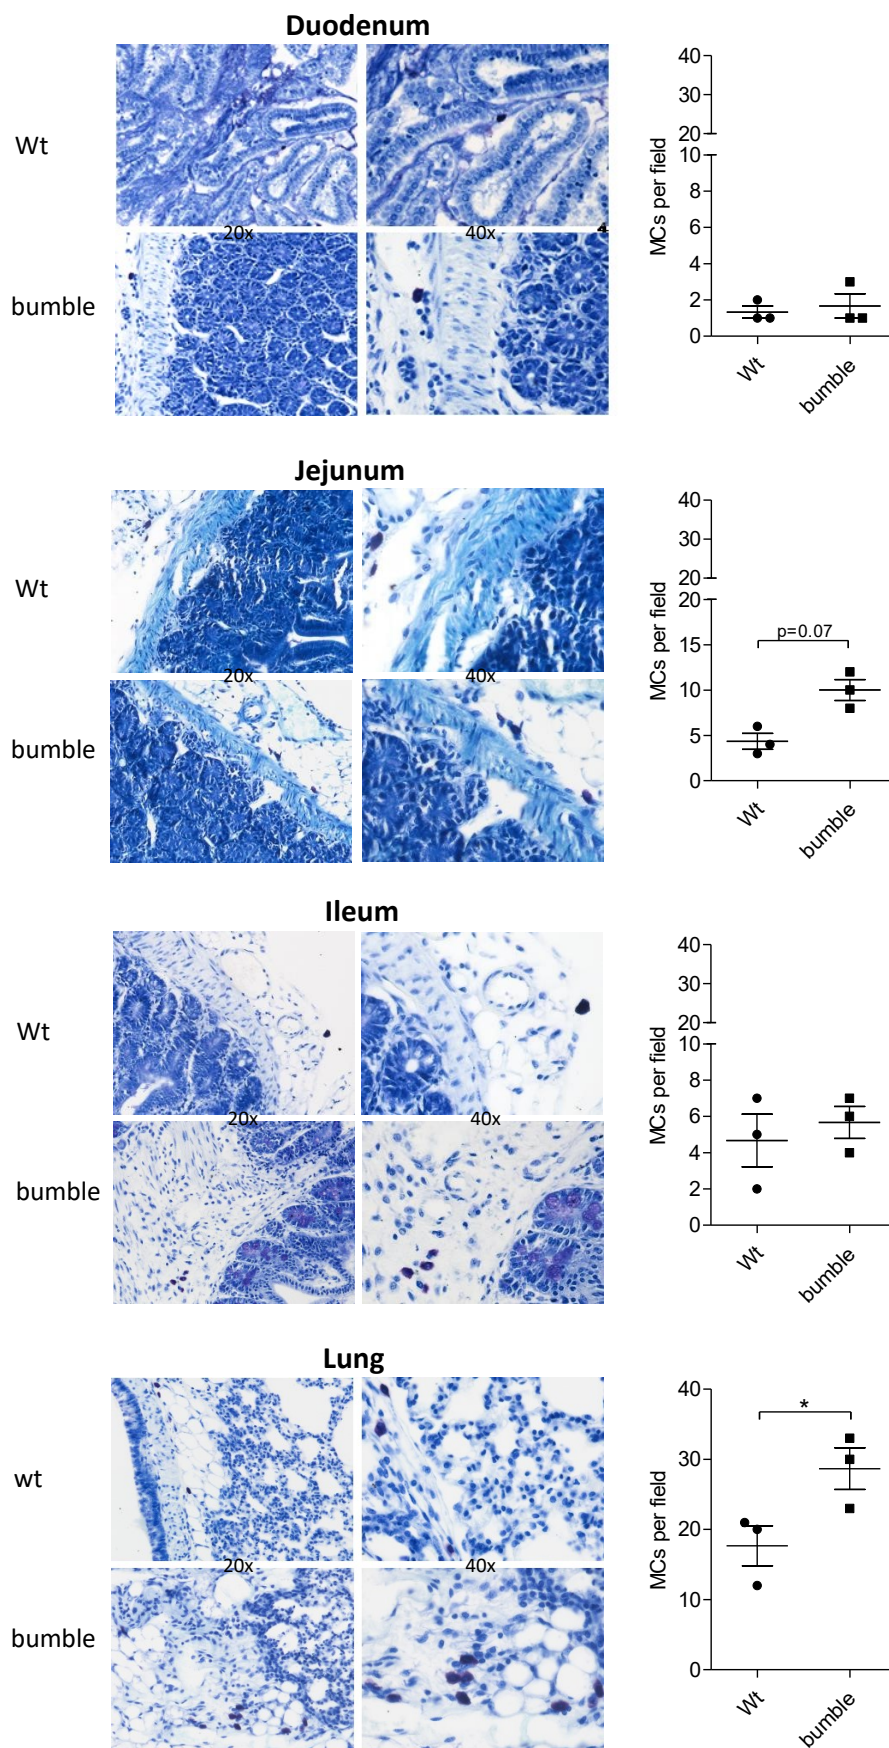 Duodenum
Wt
20x
40x
4
bumble
40
30
20
10
8
6
4
2
0
MCs per field
Wt
bumble
Jejunum
Wt
20x
40x
bumble
40
30
20
20
15
10
5
0
MCs per field
p=0.07
Wt
bumble
Ileum
Wt
20x
40x
bumble
40
30
20
10
8
6
4
2
0
MCs per field
Wt
bumble
Lung
wt
20x
40x
bumble
40
30
20
10
0
MCs per field
*
Wt
bumble